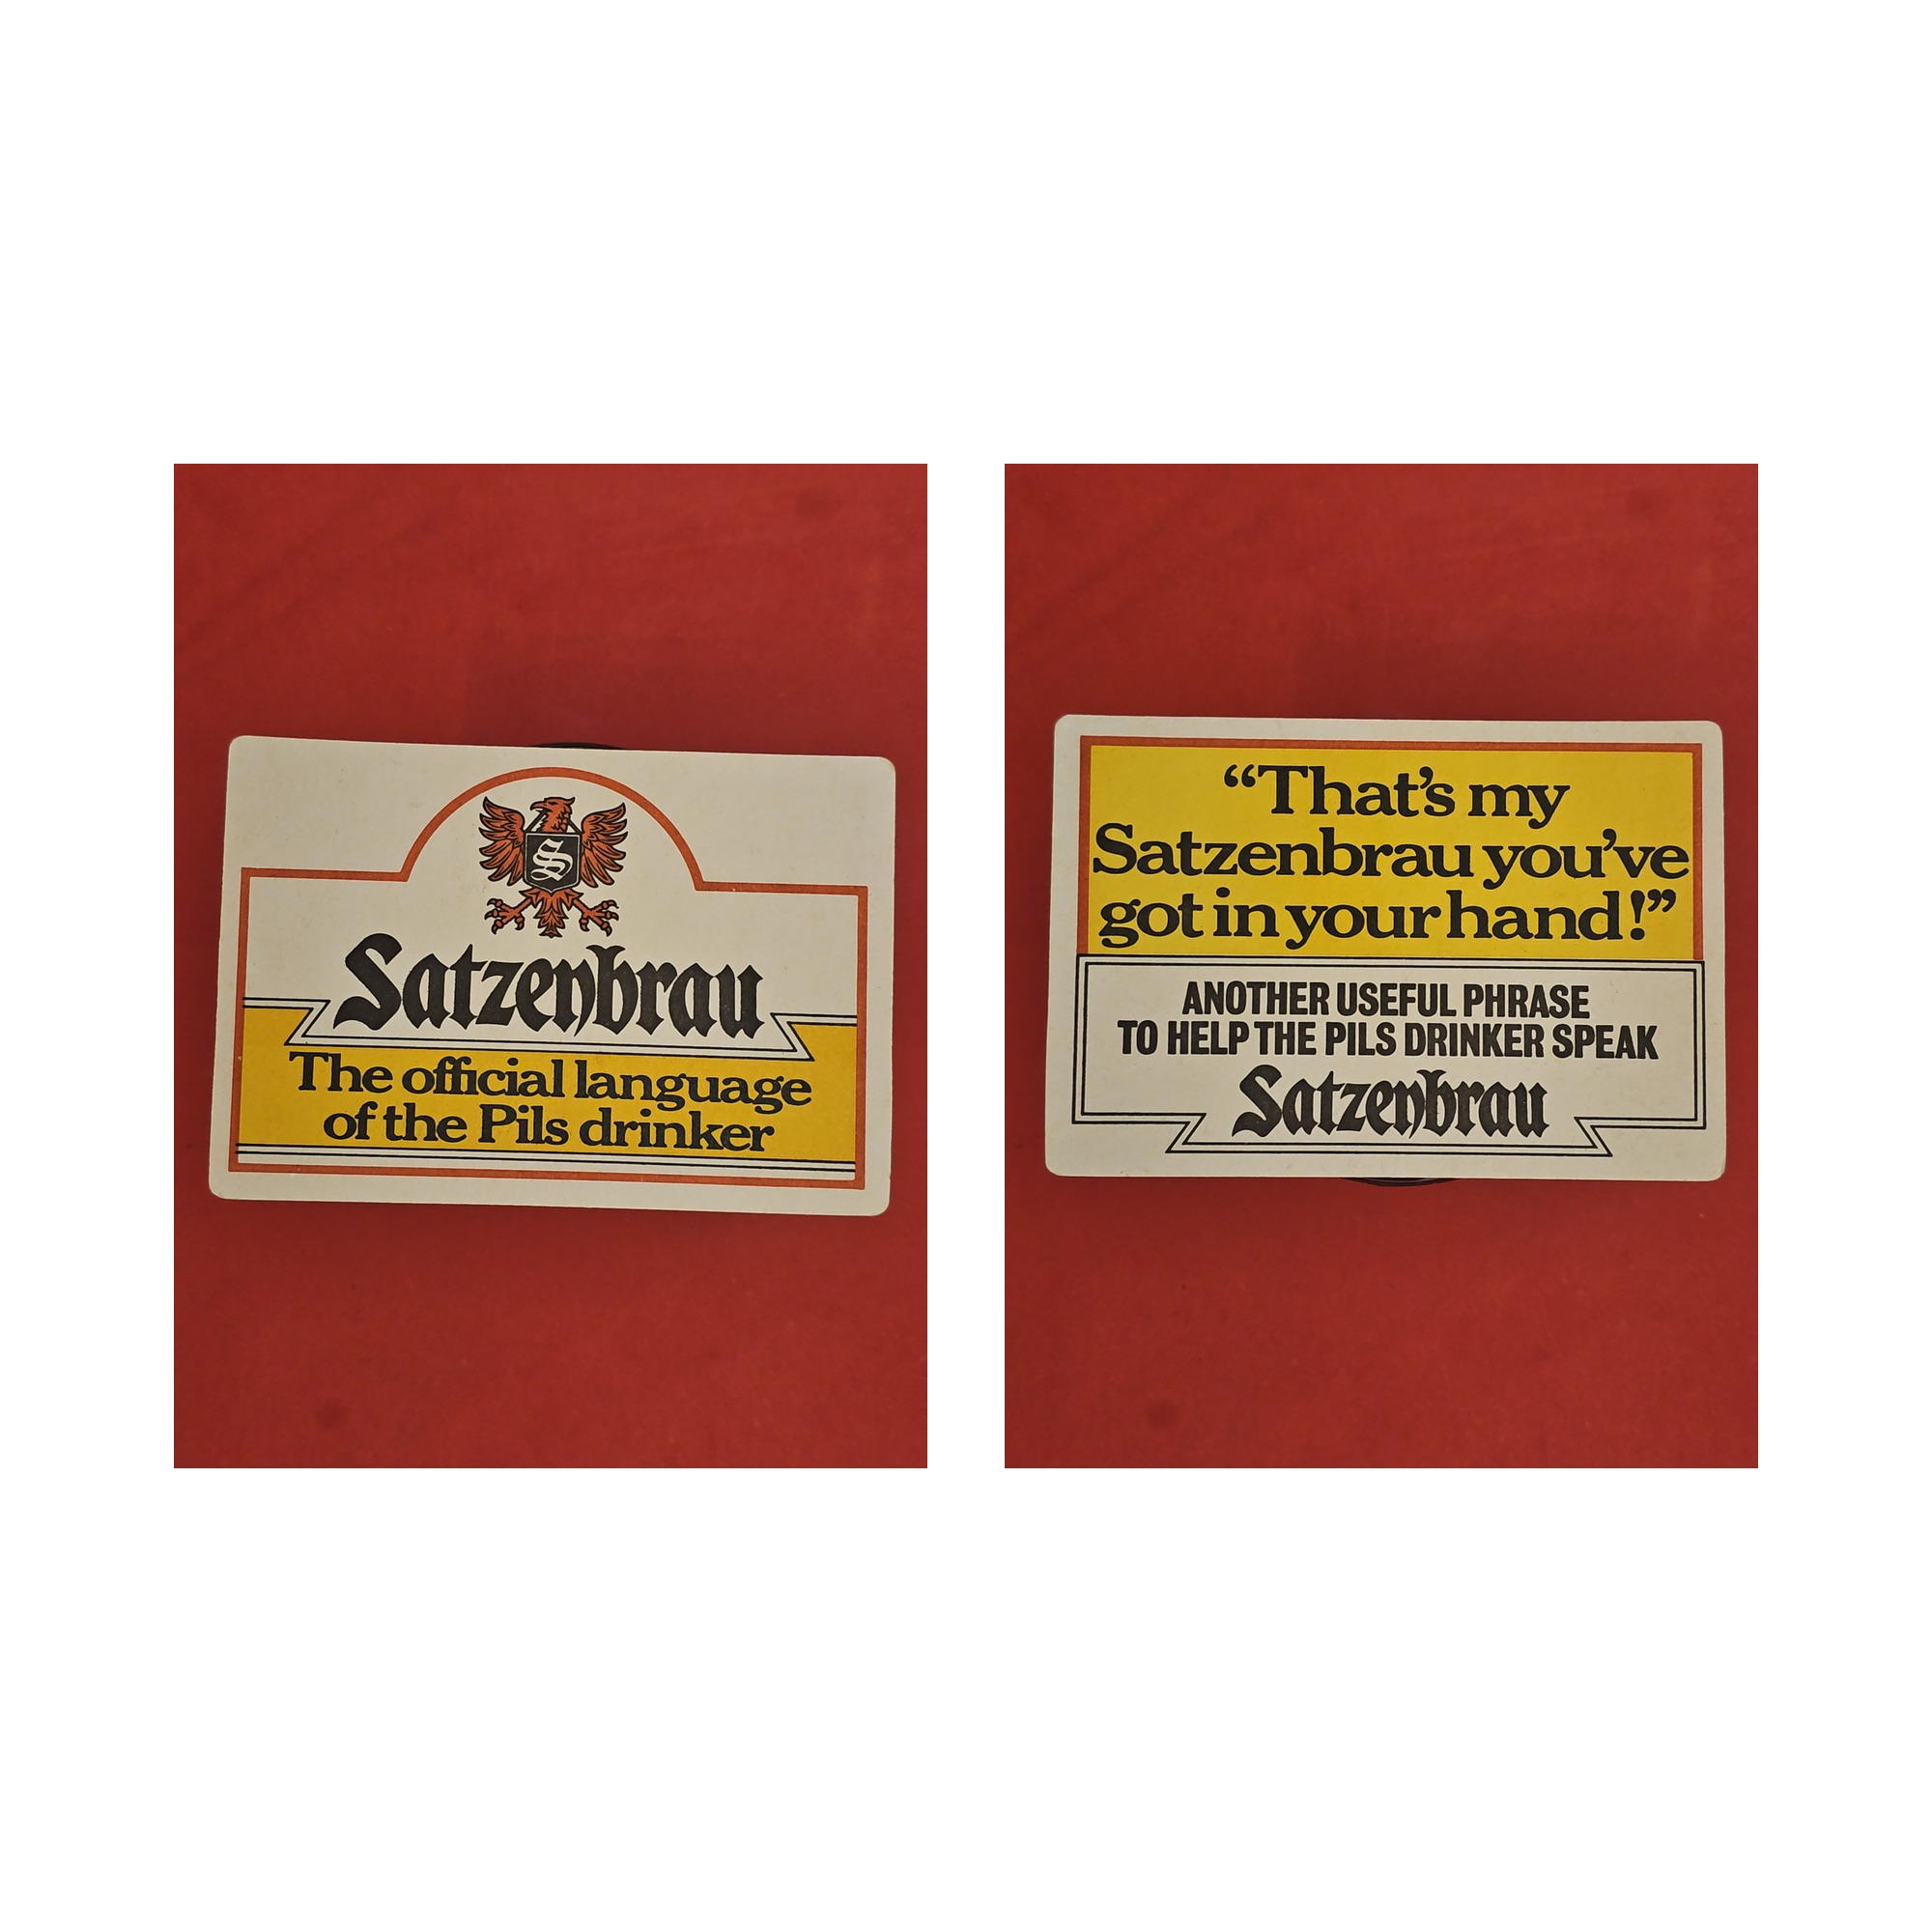 S
Satzenbrau
The official language
of the Pils drinker
“That’s my
Satzenbrau you’ve
got in your hand!”
ANOTHER USEFUL PHRASE
TO HELP THE PILS DRINKER SPEAK
Satzenbrau